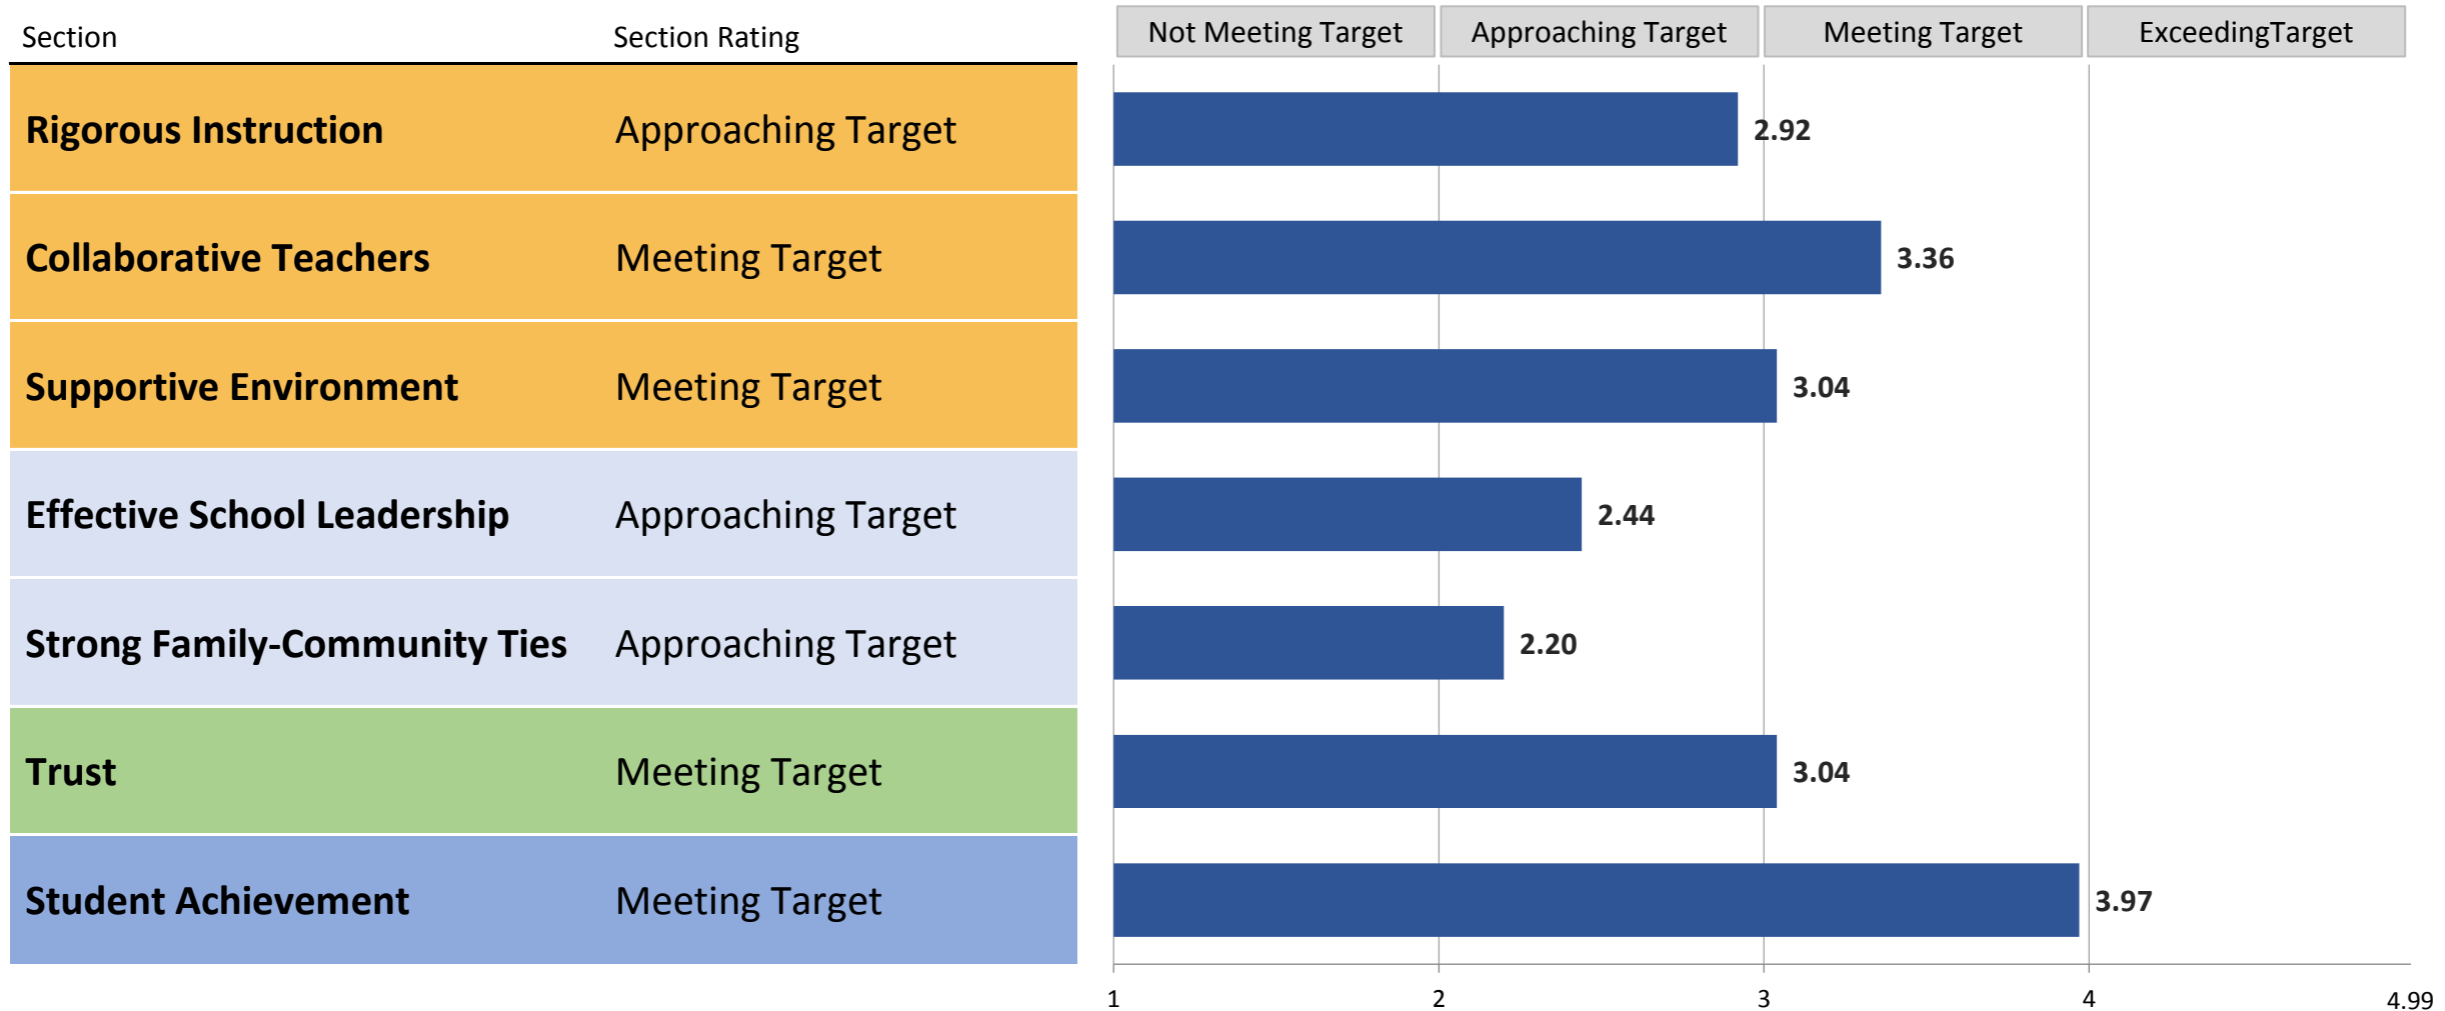 Section Section Rating Not Meeting Target Approaching Target Meeting Target ExceedingTarget
Rigorous Instruction Approaching Target 2.92
Collaborative Teachers Meeting Target 3.36
Supportive Environment Meeting Target 3.04
Effective School Leadership Approaching Target 2.44
Strong Family-Community Ties Approaching Target 2.20
Trust Meeting Target 3.04
Student Achievement Meeting Target 3.97
1 2 3 4 4.99